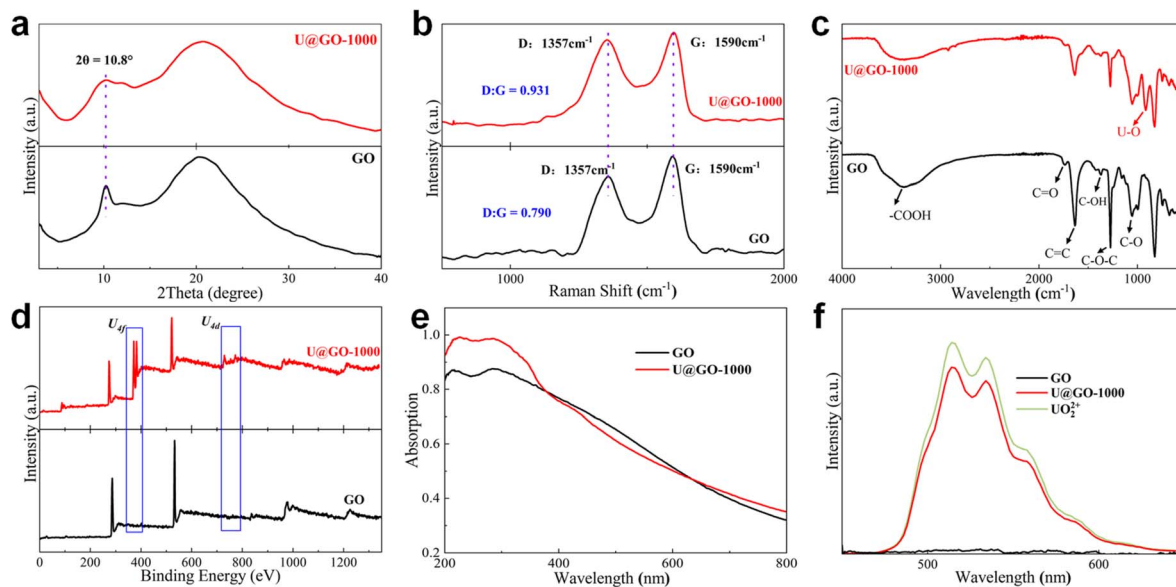 a
U@GO-1000
2θ = 10.8°
GO
Intensity (a.u.)
0 10 20 30 40
2Theta (degree)
b
D: 1357cm-1
G: 1590cm-1
D:G = 0.931
U@GO-1000
D: 1357cm-1
G: 1590cm-1
D:G = 0.790
GO
Intensity (a.u.)
1000 1500 2000
Raman Shift (cm-1)
c
U@GO-1000
U-O
GO
C=O
C-OH
-COOH
C-O
C=C
C-O-C
Intensity (a.u.)
4000 3000 2000 1000
Wavelength (cm-1)
d
U4f
U4d
U@GO-1000
GO
Intensity (a.u.)
0 200 400 600 800 1000 1200
Binding Energy (eV)
e
GO
U@GO-1000
Absorption
1.0
0.8
0.6
0.4
0.2
200 400 600 800
Wavelength (nm)
f
GO
U@GO-1000
UO2 2+
Intensity (a.u.)
500 600
Wavelength (nm)